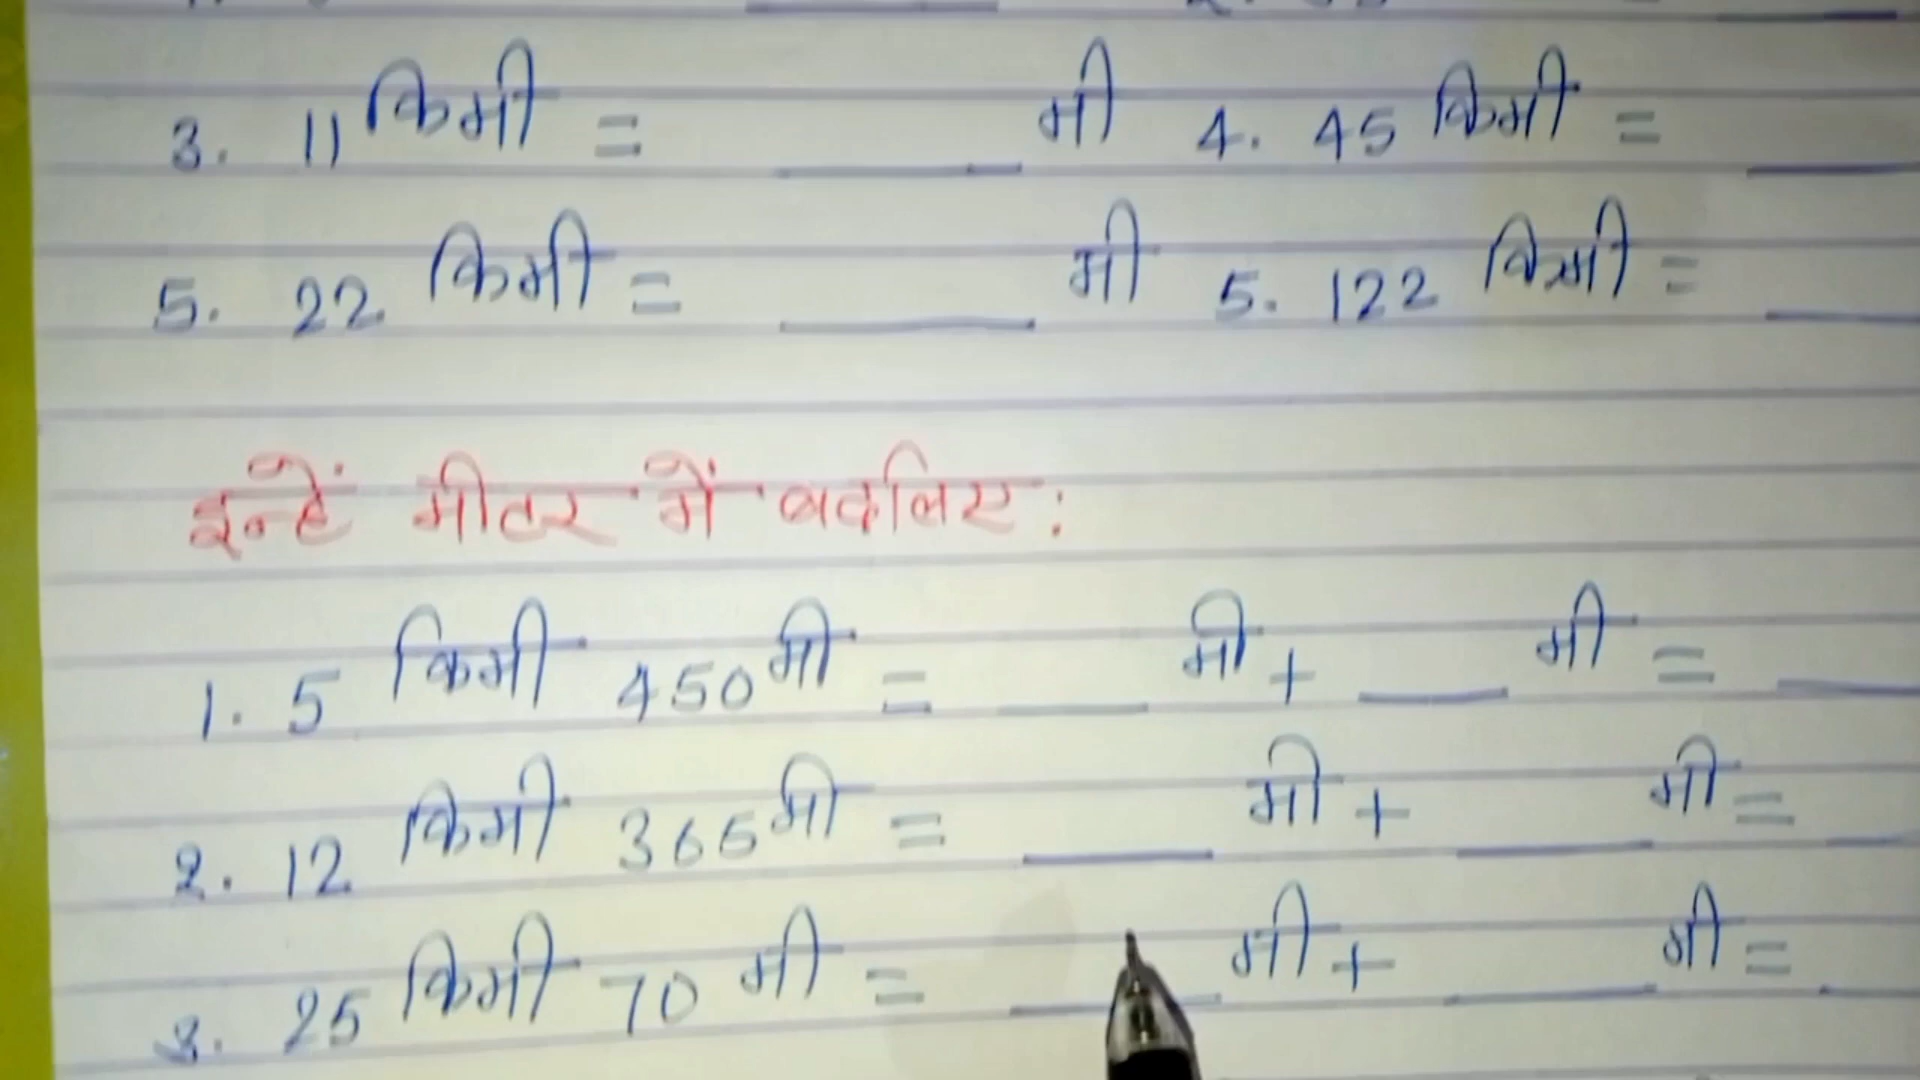 3. 11 किमी = ____ मी 4. 45 किमी = ____
5. 22 किमी = ____ मी 5. 122 किमी = ____
इन्हें मीटर में बदलिए :
1. 5 किमी 450 मी = ____ मी + ____ मी = ____
2. 12 किमी 365 मी = ____ मी + ____ मी = ____
3. 25 किमी 70 मी = ____ मी + ____ मी = ____